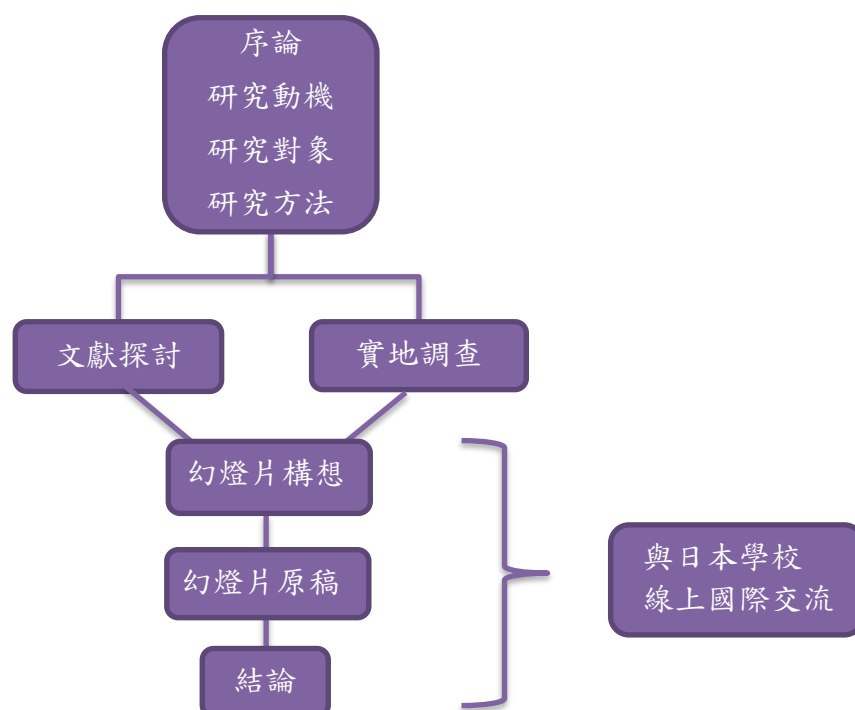 序論
研究動機
研究對象
研究方法
文獻探討
實地調查
幻燈片構想
幻燈片原稿
結論
與日本學校
線上國際交流